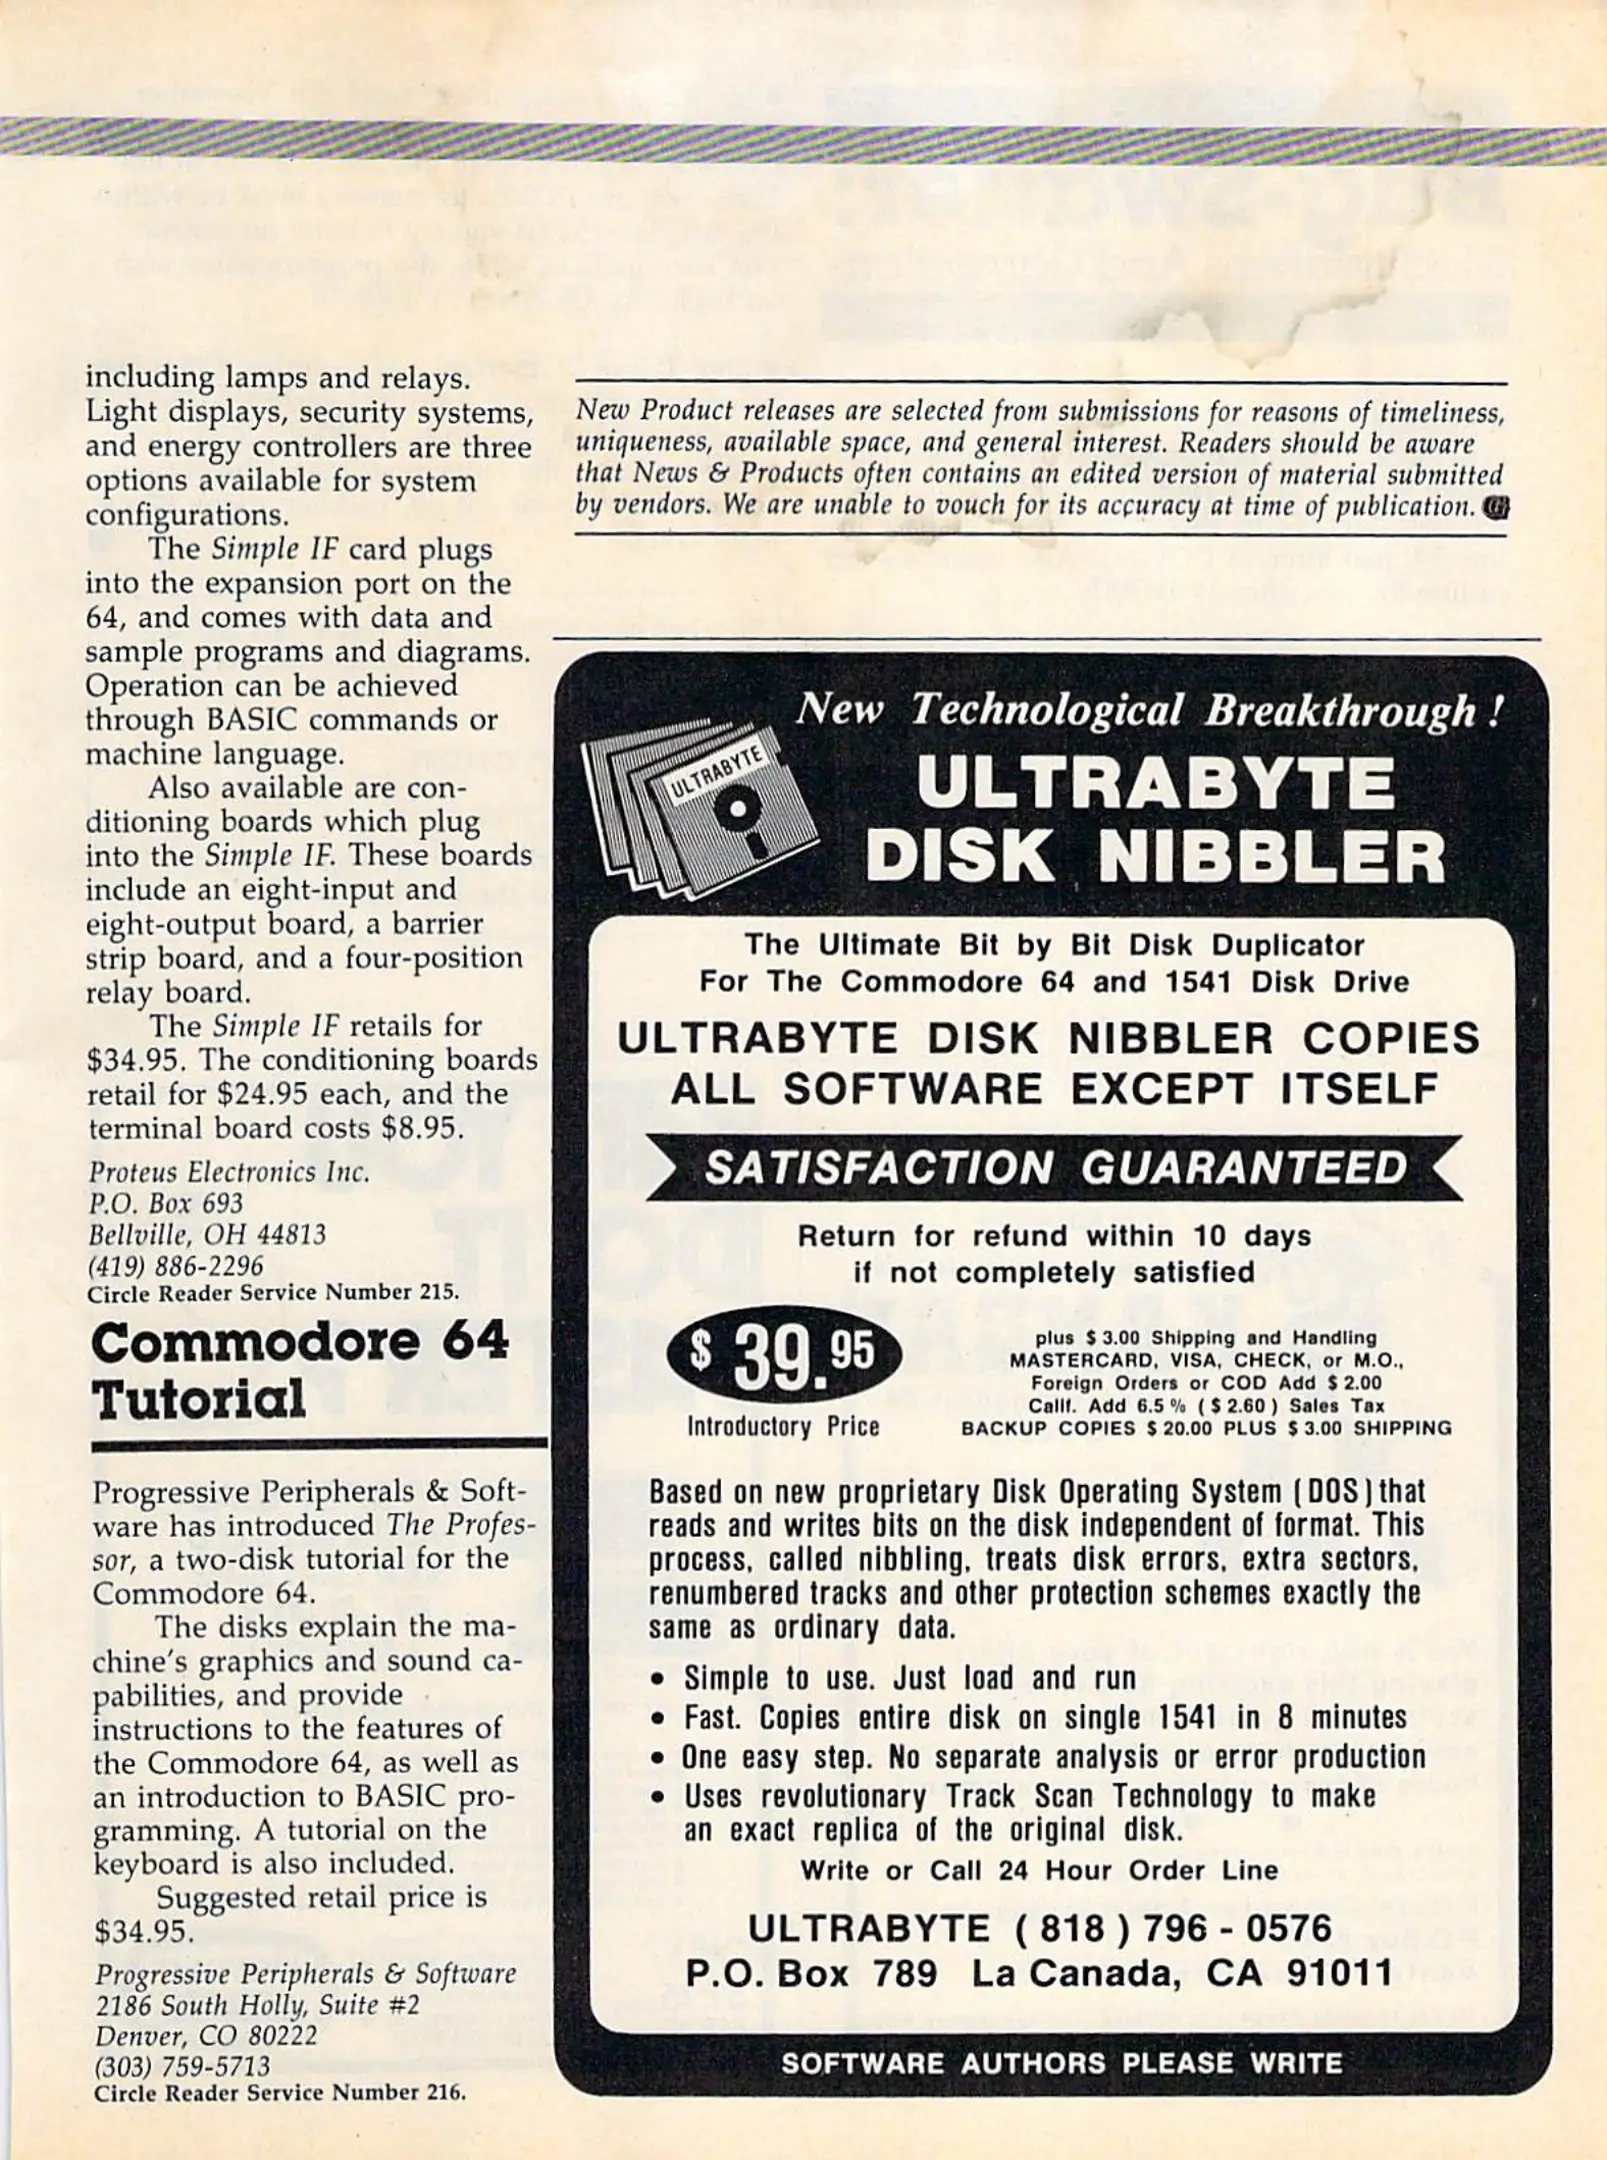 including lamps and relays.
Light displays, security systems,
and energy controllers are three
options available for system
configurations.
The Simple IF card plugs
into the expansion port on the
64, and comes with data and
sample programs and diagrams.
Operation can be achieved
through BASIC commands or
machine language.
Also available are con-
ditioning boards which plug
into the Simple IF. These boards
include an eight-input and
eight-output board, a barrier
strip board, and a four-position
relay board.
The Simple IF retails for
$34.95. The conditioning boards
retail for $24.95 each, and the
terminal board costs $8.95.
Proteus Electronics Inc.
P.O. Box 693
Bellville, OH 44813
(419) 886-2296
Circle Reader Service Number 215.
Commodore 64
Tutorial
Progressive Peripherals & Soft-
ware has introduced The Profes-
sor, a two-disk tutorial for the
Commodore 64.
The disks explain the ma-
chine's graphics and sound ca-
pabilities, and provide
instructions to the features of
the Commodore 64, as well as
an introduction to BASIC pro-
gramming. A tutorial on the
keyboard is also included.
Suggested retail price is
$34.95.
Progressive Peripherals & Software
2186 South Holly, Suite #2
Denver, CO 80222
(303) 759-5713
Circle Reader Service Number 216.
New Product releases are selected from submissions for reasons of timeliness,
uniqueness, available space, and general interest. Readers should be aware
that News & Products often contains an edited version of material submitted
by vendors. We are unable to vouch for its accuracy at time of publication.
New Technological Breakthrough !
ULTRABYTE
ULTRABYTE
DISK NIBBLER
The Ultimate Bit by Bit Disk Duplicator
For The Commodore 64 and 1541 Disk Drive
ULTRABYTE DISK NIBBLER COPIES
ALL SOFTWARE EXCEPT ITSELF
SATISFACTION GUARANTEED
Return for refund within 10 days
if not completely satisfied
$ 39.95
Introductory Price
plus $ 3.00 Shipping and Handling
MASTERCARD, VISA, CHECK, or M.O.,
Foreign Orders or COD Add $ 2.00
Calif. Add 6.5 % ( $ 2.60 ) Sales Tax
BACKUP COPIES $ 20.00 PLUS $ 3.00 SHIPPING
Based on new proprietary Disk Operating System ( DOS ) that
reads and writes bits on the disk independent of format. This
process, called nibbling, treats disk errors, extra sectors,
renumbered tracks and other protection schemes exactly the
same as ordinary data.
• Simple to use. Just load and run
• Fast. Copies entire disk on single 1541 in 8 minutes
• One easy step. No separate analysis or error production
• Uses revolutionary Track Scan Technology to make
an exact replica of the original disk.
Write or Call 24 Hour Order Line
ULTRABYTE ( 818 ) 796 - 0576
P.O. Box 789 La Canada, CA 91011
SOFTWARE AUTHORS PLEASE WRITE